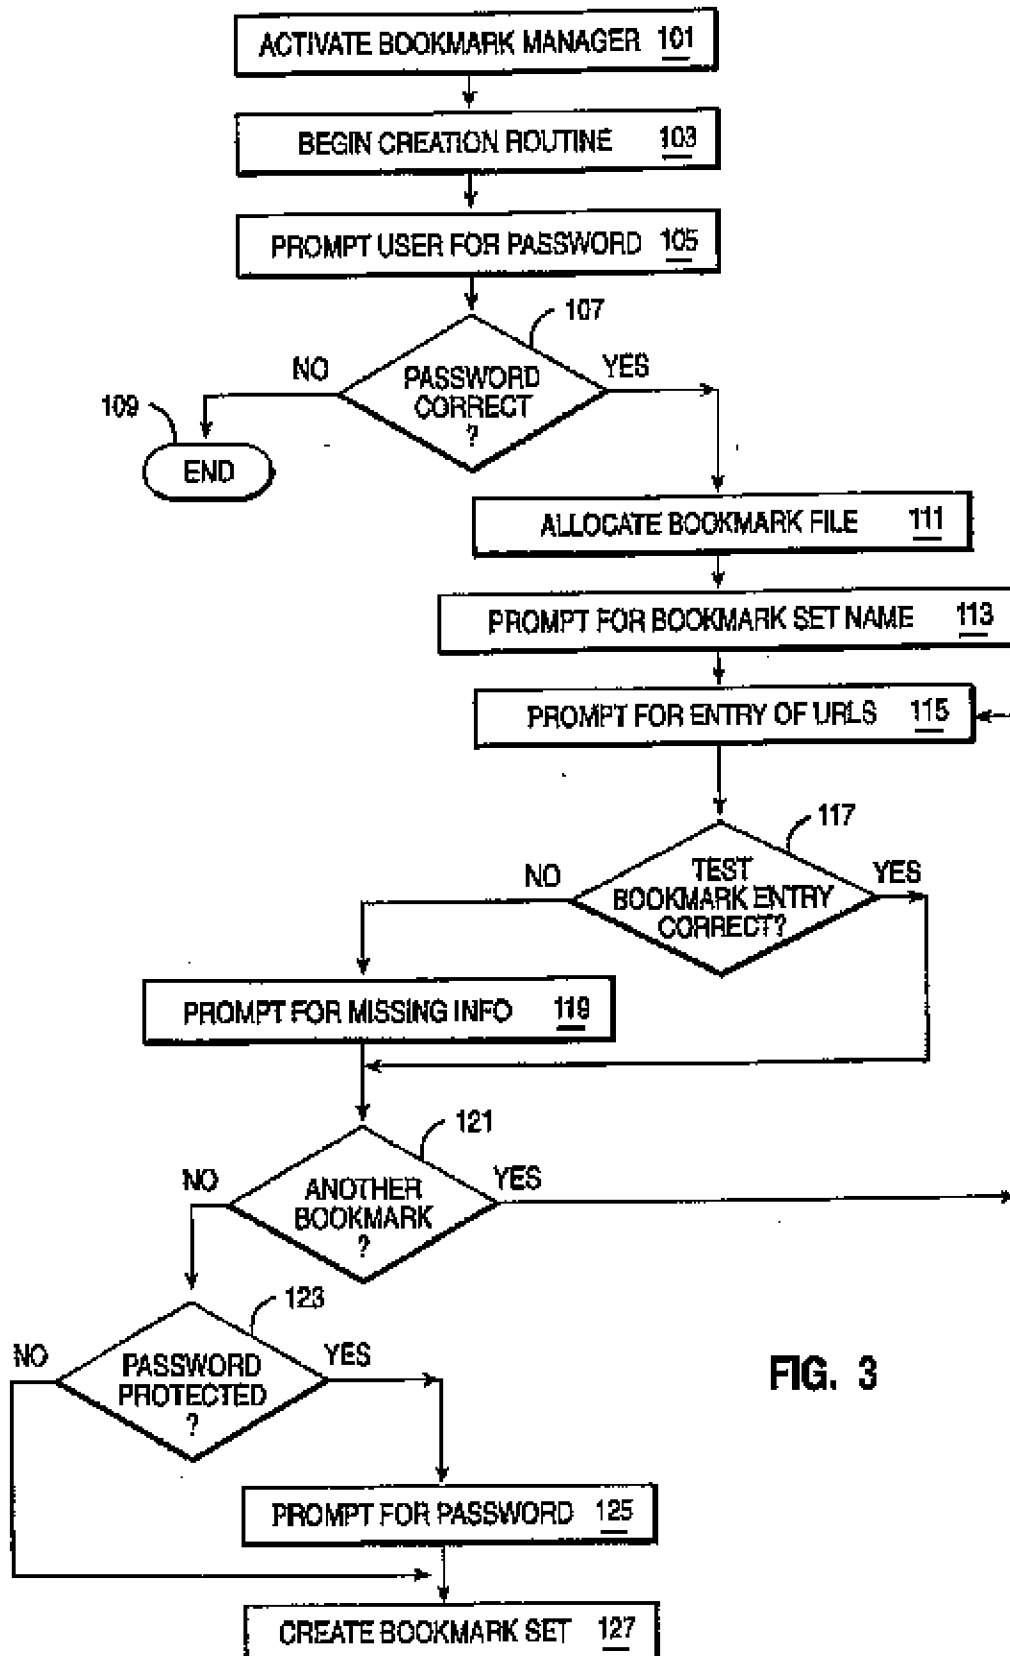 ACTIVATE BOOKMARK MANAGER 101
BEGIN CREATION ROUTINE 103
PROMPT USER FOR PASSWORD 105
107
NO
YES
PASSWORD
CORRECT
?
109
END
ALLOCATE BOOKMARK FILE 111
PROMPT FOR BOOKMARK SET NAME 113
PROMPT FOR ENTRY OF URLS 115
117
NO
YES
TEST
BOOKMARK ENTRY
CORRECT?
PROMPT FOR MISSING INFO 119
121
NO
YES
ANOTHER
BOOKMARK
?
123
NO
YES
PASSWORD
PROTECTED
?
FIG. 3
PROMPT FOR PASSWORD 125
CREATE BOOKMARK SET 127